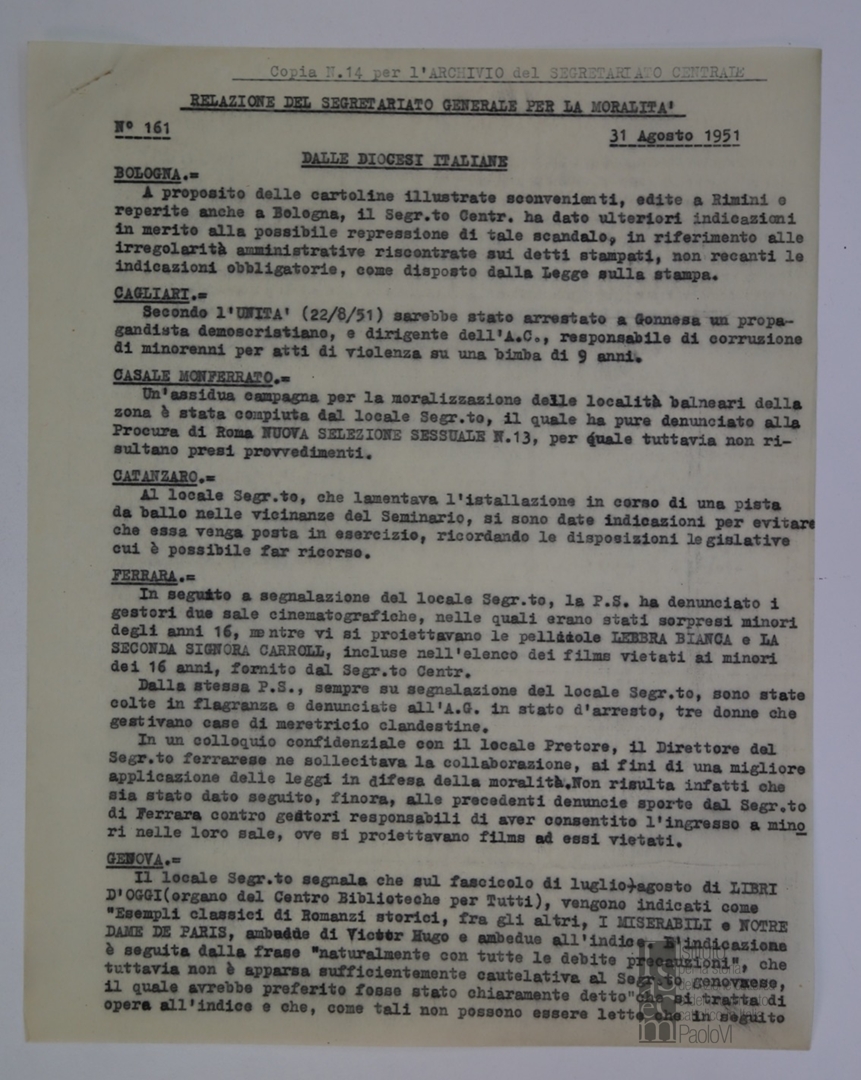 Copia N.14 per l'ARCHIVIO del SEGRETARIATO CENTRALE
RELAZIONE DEL SEGRETARIATO GENERALE PER LA MORALITA'
N° 161
31 Agosto 1951
DALLE DIOCESI ITALIANE
BOLOGNA.=
A proposito delle cartoline illustrate sconvenienti, edite a Rimini e
reperite anche a Bologna, il Segr.to Centr. ha dato ulteriori indicazioni
in merito alla possibile repressione di tale scandalo, in riferimento alle
irregolarità amministrative riscontrate sui detti stampati, non recanti le
indicazioni obbligatorie, come disposto dalla Legge sulla stampa.
CAGLIARI.=
Secondo l'UNITA' (22/8/51) sarebbe stato arrestato a Gonnesa un propa-
gandista democristiano, e dirigente dell'A.C., responsabile di corruzione
di minorenni per atti di violenza su una bimba di 9 anni.
CASALE MONFERRATO.=
Un'assidua campagna per la moralizzazione delle località balneari della
zona è stata compiuta dal locale Segr.to, il quale ha pure denunciato alla
Procura di Roma NUOVA SELEZIONE SESSUALE N.13, per quale tuttavia non ri-
sultano presi provvedimenti.
CATANZARO.=
Al locale Segr.to, che lamentava l'istallazione in corso di una pista
da ballo nelle vicinanze del Seminario, si sono date indicazioni per evitare
che essa venga posta in esercizio, ricordando le disposizioni legislative
cui è possibile far ricorso.
FERRARA.=
In seguito a segnalazione del locale Segr.to, la P.S. ha denunciato i
gestori due sale cinematografiche, nelle quali erano stati sorpresi minori
degli anni 16, mentre vi si proiettavano le pellicole LEBBRA BIANCA e LA
SECONDA SIGNORA CARROLL, incluse nell'elenco dei films vietati ai minori
dei 16 anni, fornito dal Segr.to Centr.
Dalla stessa P.S., sempre su segnalazione del locale Segr.to, sono state
colte in flagranza e denunciate all'A.G. in stato d'arresto, tre donne che
gestivano case di meretricio clandestine.
In un colloquio confidenziale con il locale Pretore, il Direttore del
Segr.to ferrarese ne sollecitava la collaborazione, ai fini di una migliore
applicazione delle leggi in difesa della moralità.Non risulta infatti che
sia stato dato seguito, finora, alle precedenti denuncie sporte dal Segr.to
di Ferrara contro gestori responsabili di aver consentito l'ingresso a mino
ri nelle loro sale, ove si proiettavano films ad essi vietati.
GENOVA.=
Il locale Segr.to segnala che sul fascicolo di luglio-agosto di LIBRI
D'OGGI(organo del Centro Biblioteche per Tutti), vengono indicati come
"Esempli classici di Romanzi storici, fra gli altri, I MISERABILI e NOTRE
DAME DE PARIS, ambedue di Victor Hugo e ambedue all'indice. L'indicazione
è seguita dalla frase "naturalmente con tutte le debite precauzioni", che
tuttavia non è apparsa sufficientemente cautelativa al Segr.to genovese,
il quale avrebbe preferito fosse stato chiaramente detto"che si tratta di
opera all'indice e che, come tali non possono essere lette che in seguito
Paolo VI